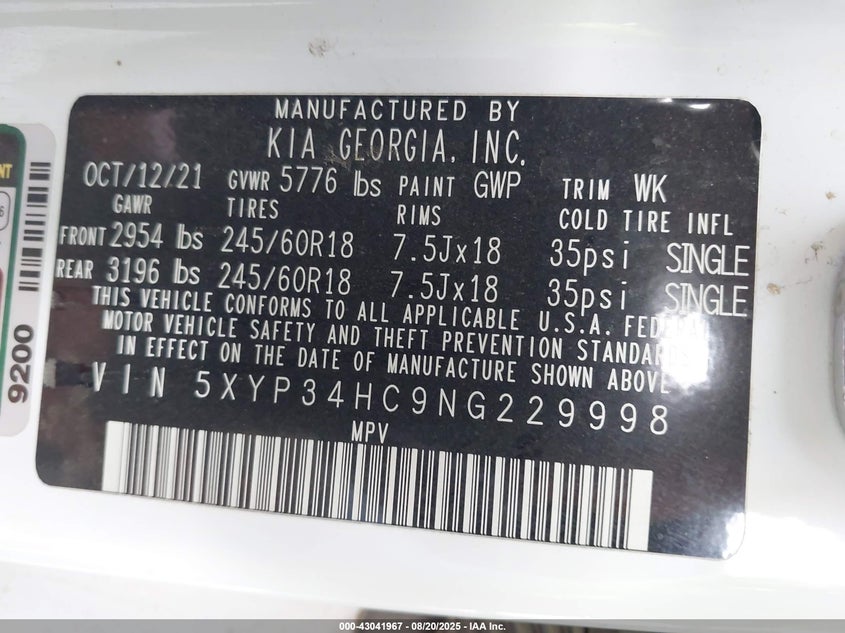 MANUFACTURED BY
KIA GEORGIA, INC.
OCT/12/21 GVWR 5776 lbs PAINT GWP TRIM WK
GAWR TIRES RIMS COLD TIRE INFL
FRONT 2954 lbs 245/60R18 7.5Jx18 35psi SINGLE
REAR 3196 lbs 245/60R18 7.5Jx18 35psi SINGLE
THIS VEHICLE CONFORMS TO ALL APPLICABLE U.S.A. FEDERAL
MOTOR VEHICLE SAFETY AND THEFT PREVENTION STANDARDS
IN EFFECT ON THE DATE OF MANUFACTURE SHOWN ABOVE
VIN 5XYP34HC9NG229998
MPV
9200
000-43041967 - 08/20/2025 - IAA Inc.